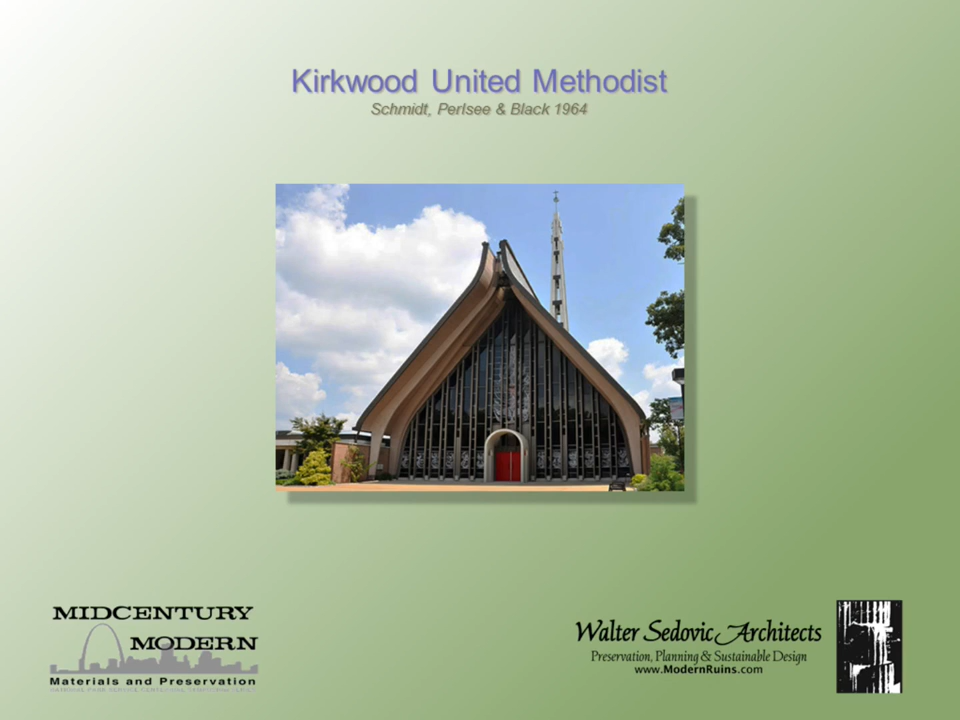 Kirkwood United Methodist
Schmidt, Perlsee & Black 1964
MIDCENTURY
MODERN
Materials and Preservation
Walter Sedovic Architects
Preservation, Planning & Sustainable Design
www.ModernRuins.com